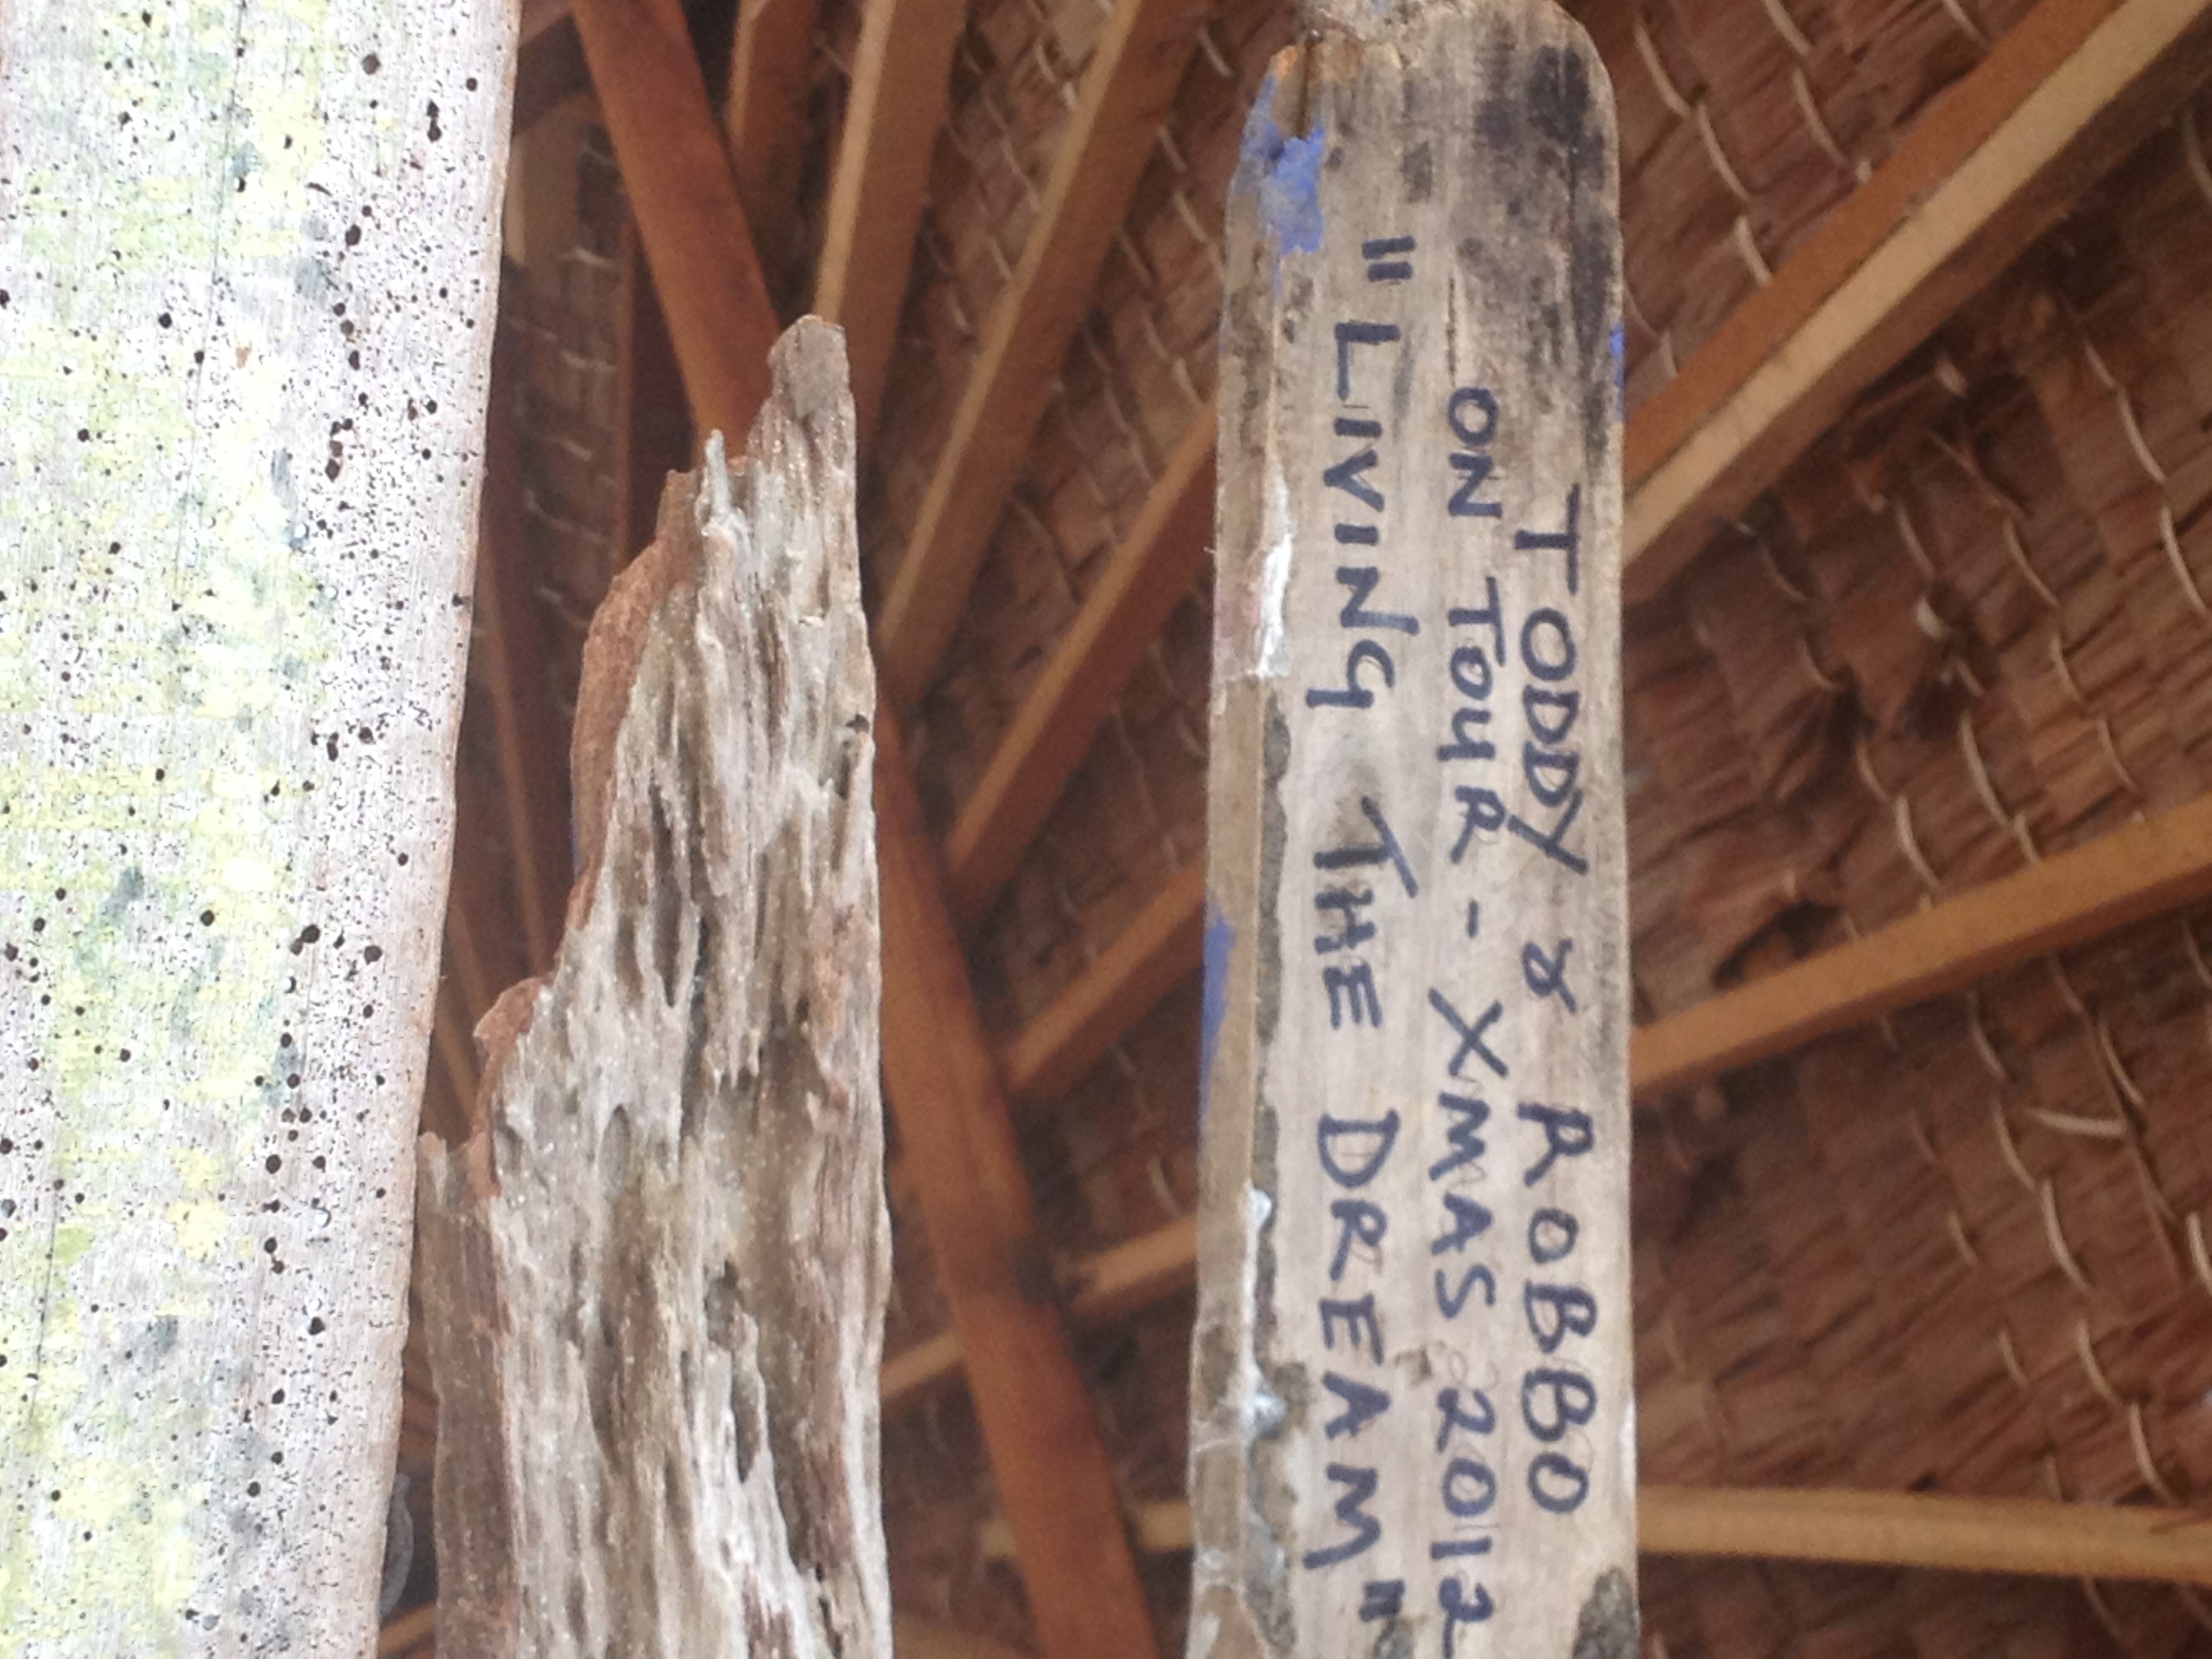 TODDY & ROBBO
ON TOUR - XMAS 2012
"LIVING THE DREAM"